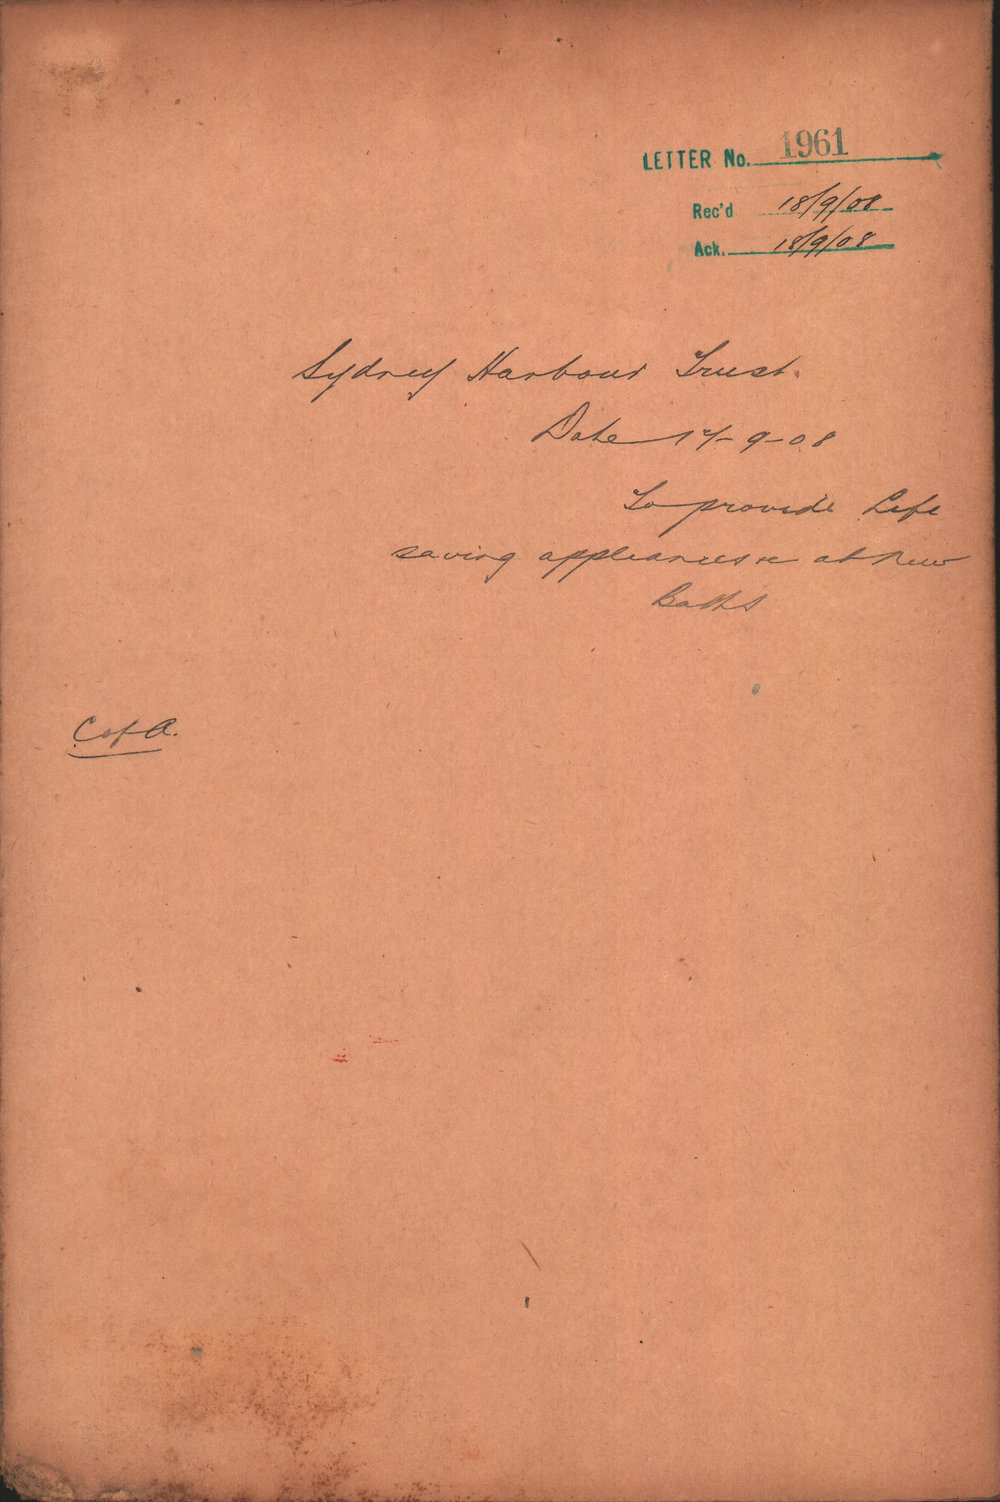 LETTER No. 1961
Rec'd 18/9/08
Ack. 18/9/08
Sydney Harbour Trust.
Date 17-9-08
To provide Life
saving appliances &c at new
Baths
C of A.